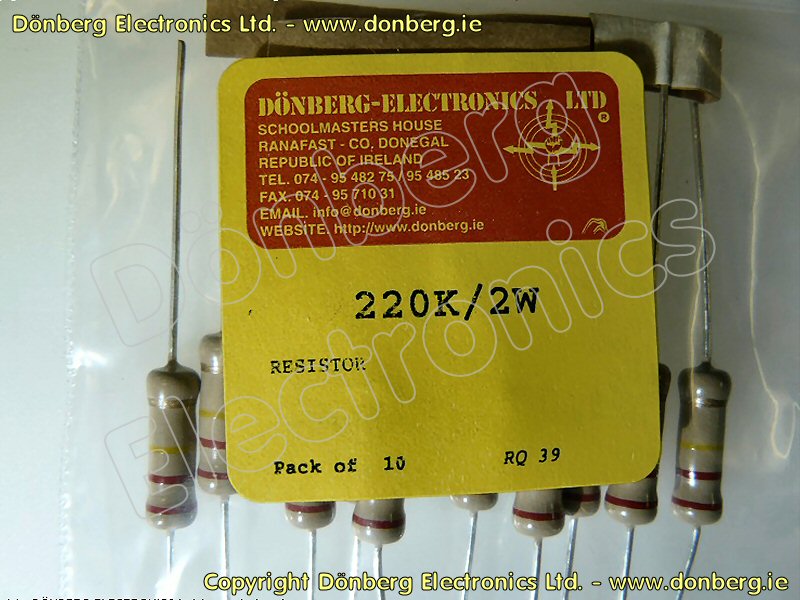 Dönberg Electronics Ltd. - www.donberg.ie
DÖNBERG-ELECTRONICS LTD
®
SCHOOLMASTERS HOUSE
RANAFAST - CO. DONEGAL
REPUBLIC OF IRELAND
TEL. 074 - 95 482 75 / 95 485 23
FAX. 074 - 95 710 31
EMAIL. info@donberg.ie
WEBSITE. http://www.donberg.ie
Dönberg
Electronics
220K/2W
RESISTOR
Pack of 10 RQ 39
Copyright Dönberg Electronics Ltd. - www.donberg.ie